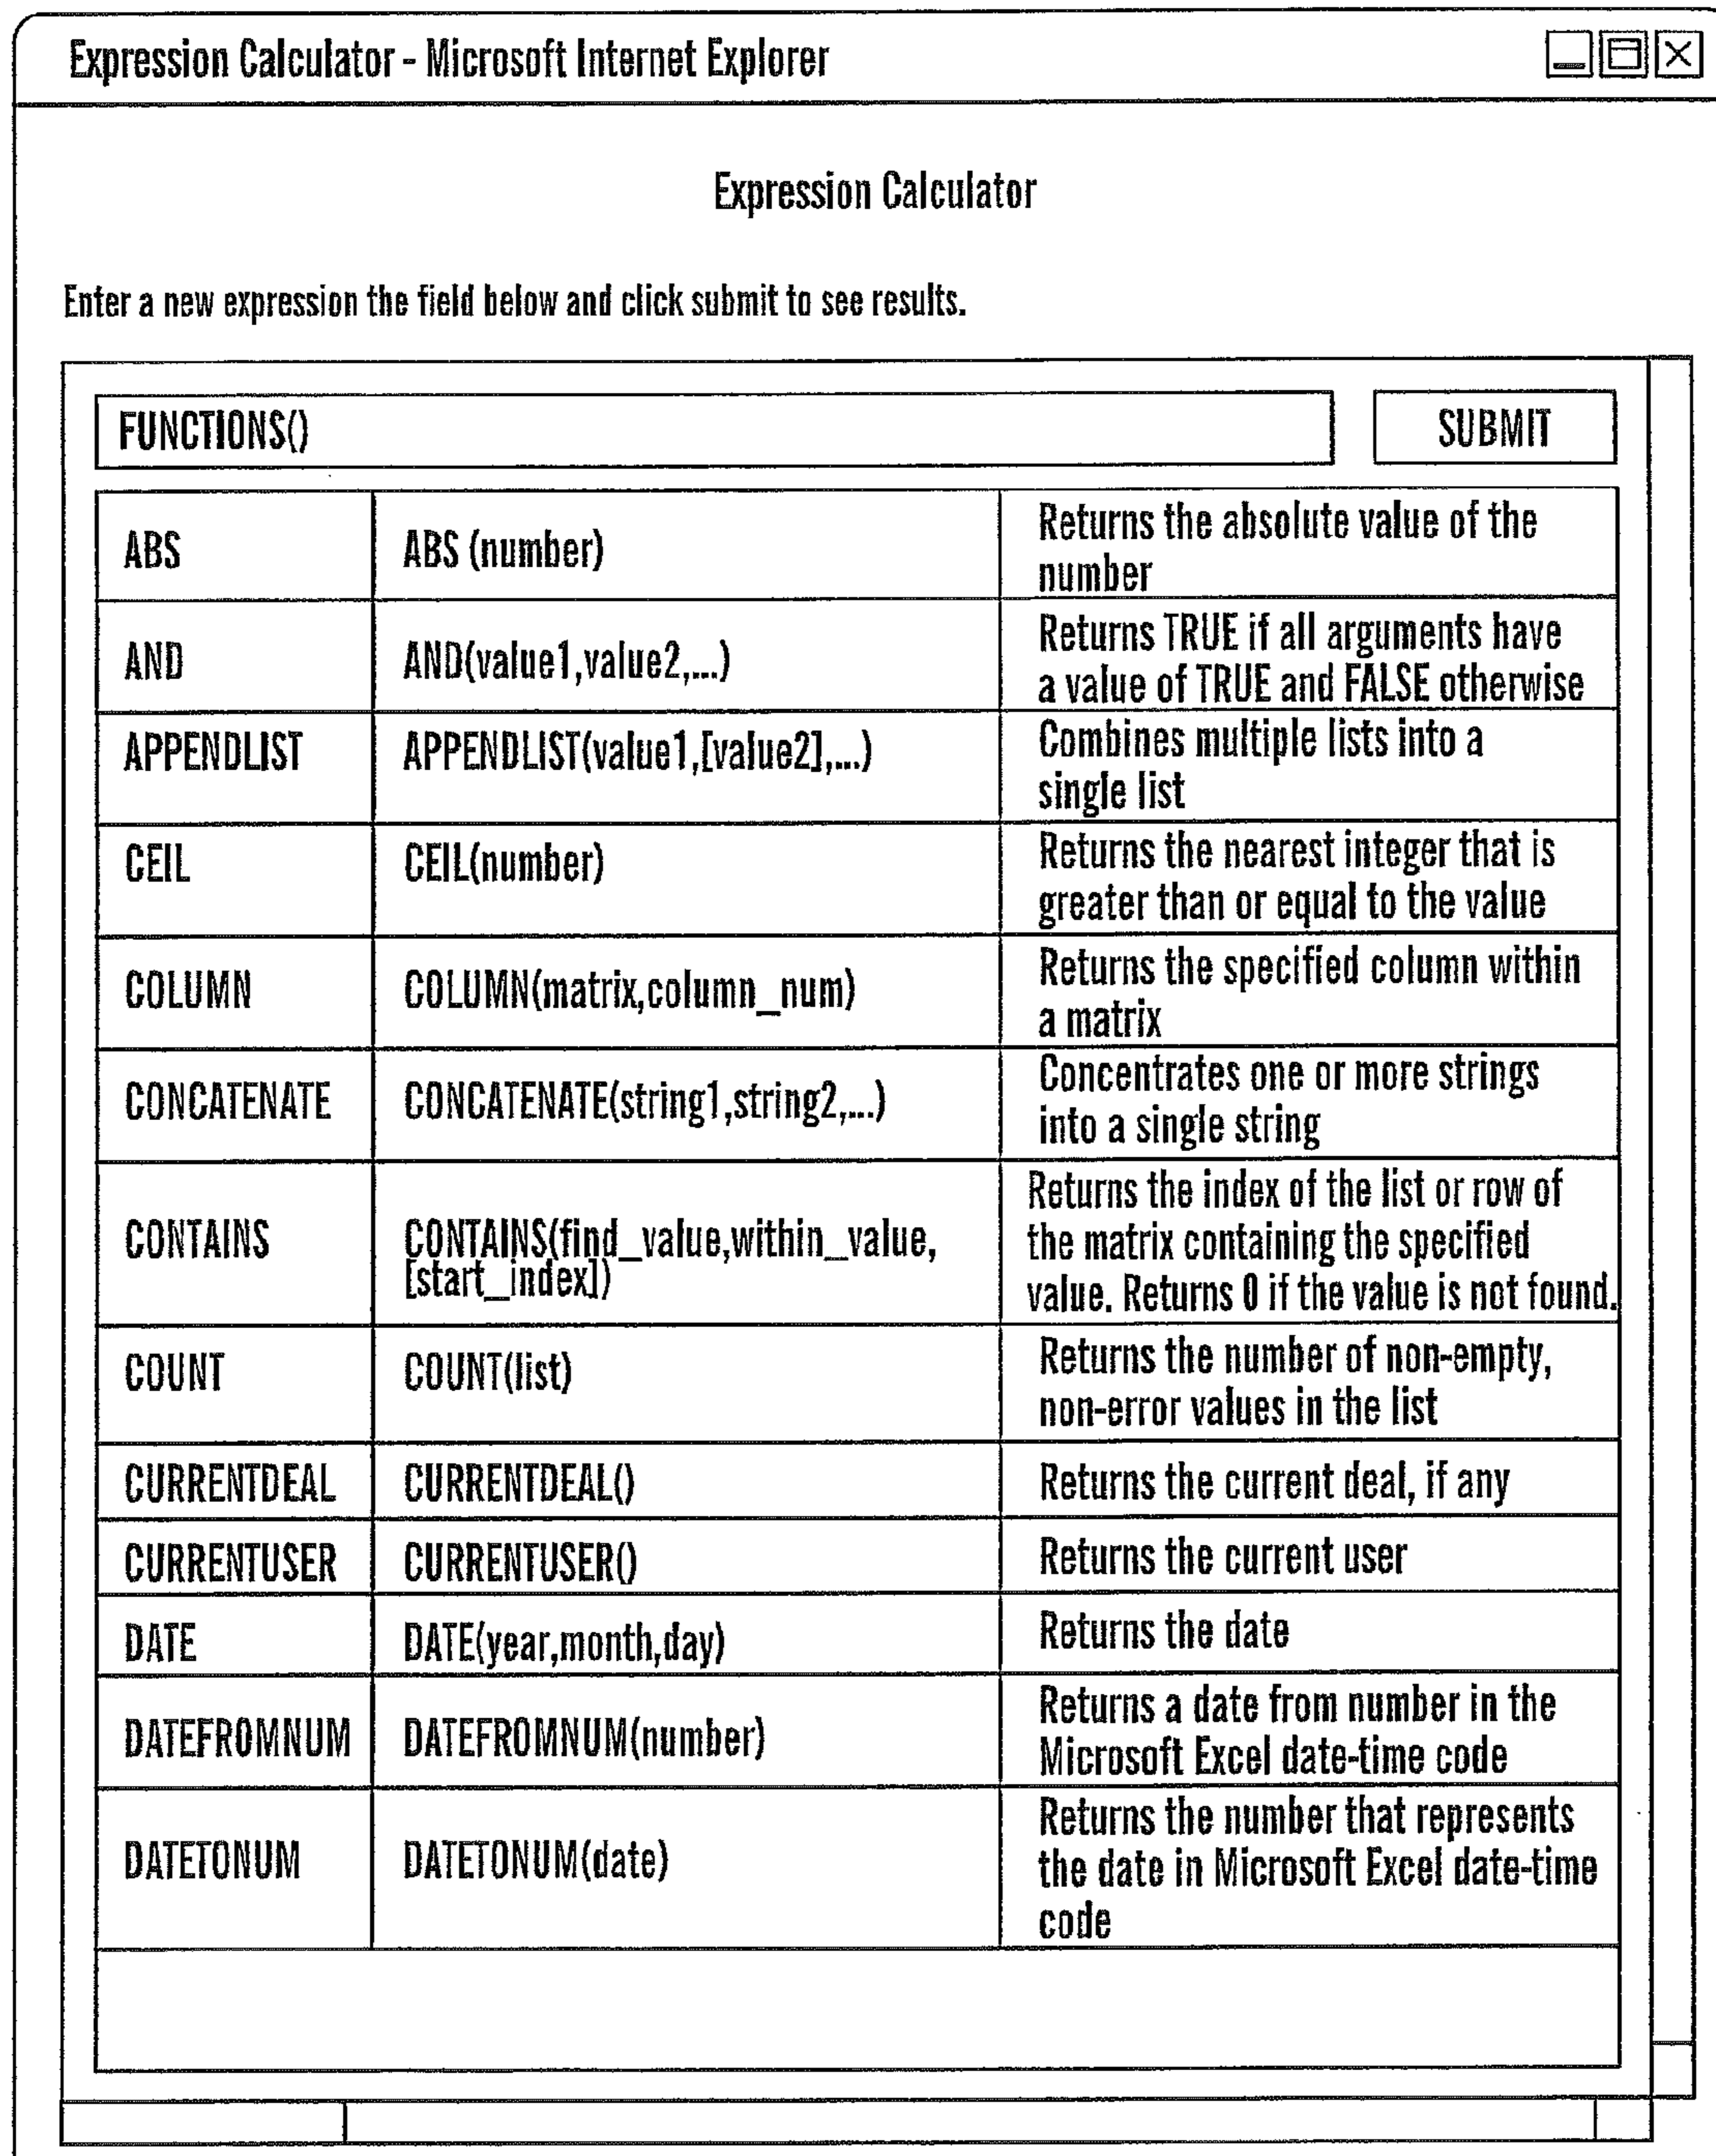 Expression Calculator - Microsoft Internet Explorer
Expression Calculator
Enter a new expression the field below and click submit to see results.
FUNCTIONS()
SUBMIT
ABS
ABS (number)
Returns the absolute value of the
number
AND
AND(value1,value2,...)
Returns TRUE if all arguments have
a value of TRUE and FALSE otherwise
APPENDLIST
APPENDLIST(value1,[value2],...)
Combines multiple lists into a
single list
CEIL
CEIL(number)
Returns the nearest integer that is
greater than or equal to the value
COLUMN
COLUMN(matrix,column_num)
Returns the specified column within
a matrix
CONCATENATE
CONCATENATE(string1,string2,...)
Concentrates one or more strings
into a single string
CONTAINS
CONTAINS(find_value,within_value,
[start_index])
Returns the index of the list or row of
the matrix containing the specified
value. Returns 0 if the value is not found.
COUNT
COUNT(list)
Returns the number of non-empty,
non-error values in the list
CURRENTDEAL
CURRENTDEAL()
Returns the current deal, if any
CURRENTUSER
CURRENTUSER()
Returns the current user
DATE
DATE(year,month,day)
Returns the date
DATEFROMNUM
DATEFROMNUM(number)
Returns a date from number in the
Microsoft Excel date-time code
DATETONUM
DATETONUM(date)
Returns the number that represents
the date in Microsoft Excel date-time
code